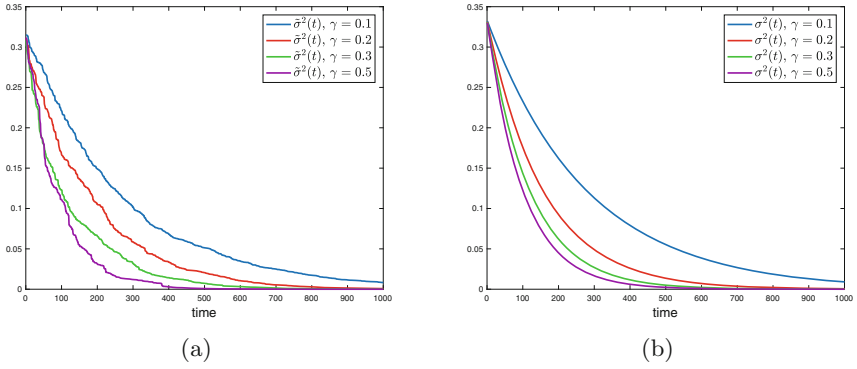 0.35
0.3
0.25
0.2
0.15
0.1
0.05
0
0 100 200 300 400 500 600 700 800 900 1000
time
σ̃²(t), γ = 0.1
σ̃²(t), γ = 0.2
σ̃²(t), γ = 0.3
σ̃²(t), γ = 0.5
(a)
0.35
0.3
0.25
0.2
0.15
0.1
0.05
0
0 100 200 300 400 500 600 700 800 900 1000
time
σ²(t), γ = 0.1
σ²(t), γ = 0.2
σ²(t), γ = 0.3
σ²(t), γ = 0.5
(b)